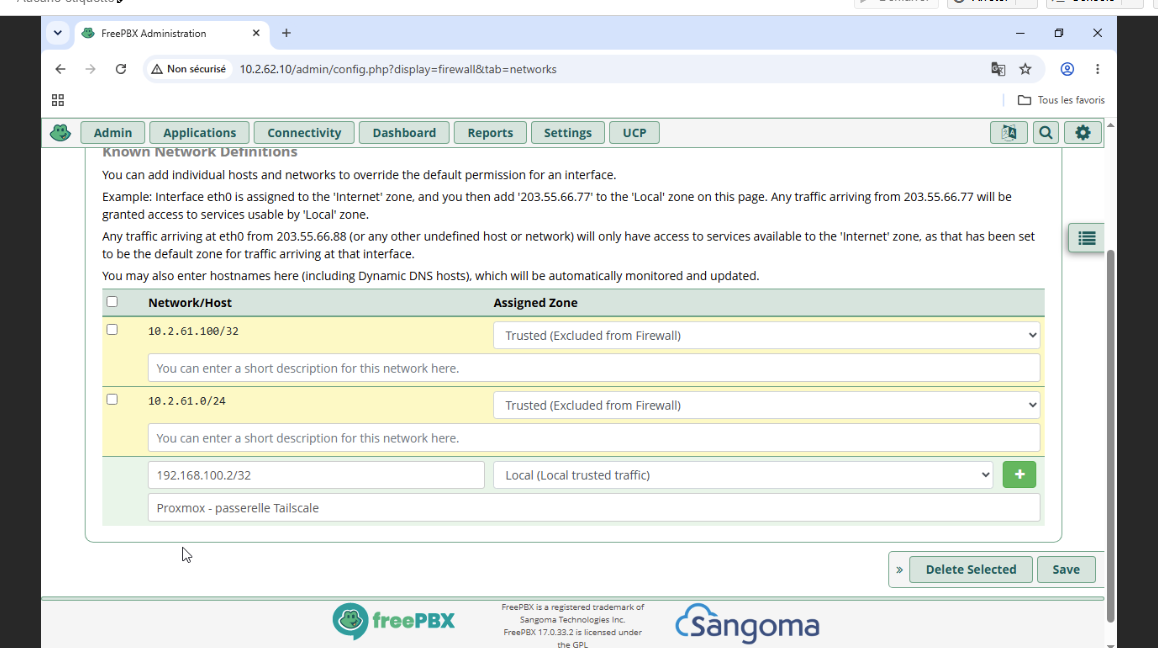 FreePBX Administration
Non sécurisé
10.2.62.10/admin/config.php?display=firewall&tab=networks
Tous les favoris
Admin
Applications
Connectivity
Dashboard
Reports
Settings
UCP
Known Network Definitions
You can add individual hosts and networks to override the default permission for an interface.
Example: Interface eth0 is assigned to the 'Internet' zone, and you then add '203.55.66.77' to the 'Local' zone on this page. Any traffic arriving from 203.55.66.77 will be
granted access to services usable by 'Local' zone.
Any traffic arriving at eth0 from 203.55.66.88 (or any other undefined host or network) will only have access to services available to the 'Internet' zone, as that has been set
to be the default zone for traffic arriving at that interface.
You may also enter hostnames here (including Dynamic DNS hosts), which will be automatically monitored and updated.
Network/Host Assigned Zone
10.2.61.100/32 Trusted (Excluded from Firewall)
You can enter a short description for this network here.
10.2.61.0/24 Trusted (Excluded from Firewall)
You can enter a short description for this network here.
192.168.100.2/32 Local (Local trusted traffic) +
Proxmox - passerelle Tailscale
» Delete Selected Save
freePBX
FreePBX is a registered trademark of
Sangoma Technologies Inc.
FreePBX 17.0.33.2 is licensed under
the GPL
Sangoma